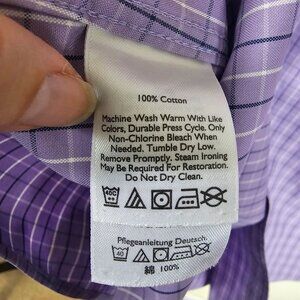 100% Cotton
Machine Wash Warm With Like
Colors, Durable Press Cycle. Only
Non-Chlorine Bleach When
Needed. Tumble Dry Low.
Remove Promptly. Steam Ironing
May Be Required For Restoration.
Do Not Dry Clean.
40C
Pflegeanleitung Deutsch.
40
綿 100%